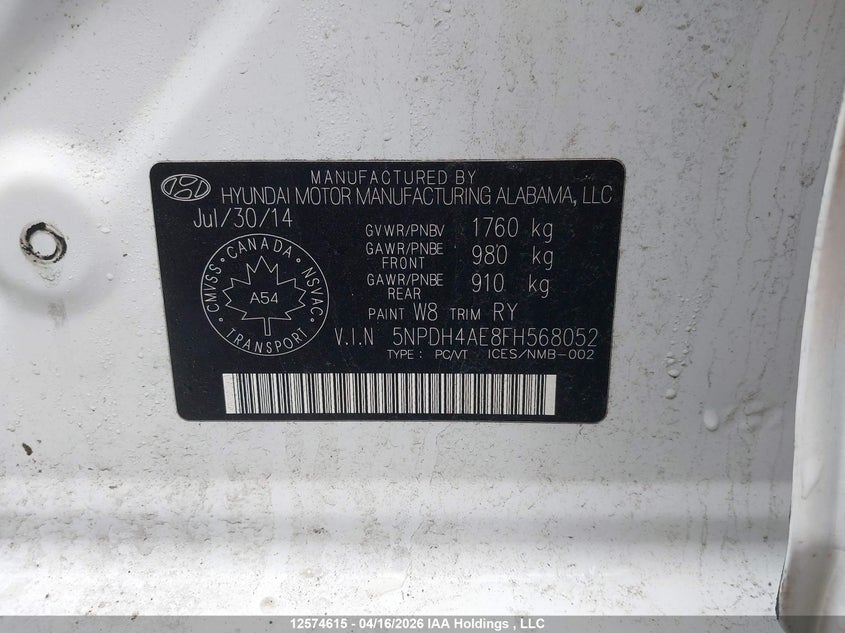 MANUFACTURED BY
HYUNDAI MOTOR MANUFACTURING ALABAMA, LLC
Jul/30/14
GVWR/PNBV 1760 kg
GAWR/PNBE FRONT 980 kg
GAWR/PNBE REAR 910 kg
PAINT W8 TRIM RY
CMVSS · CANADA · NSVAC · TRANSPORT
A54
V.I.N 5NPDH4AE8FH568052
TYPE : PC/VT ICES/NMB-002
12574615 - 04/16/2026 IAA Holdings , LLC